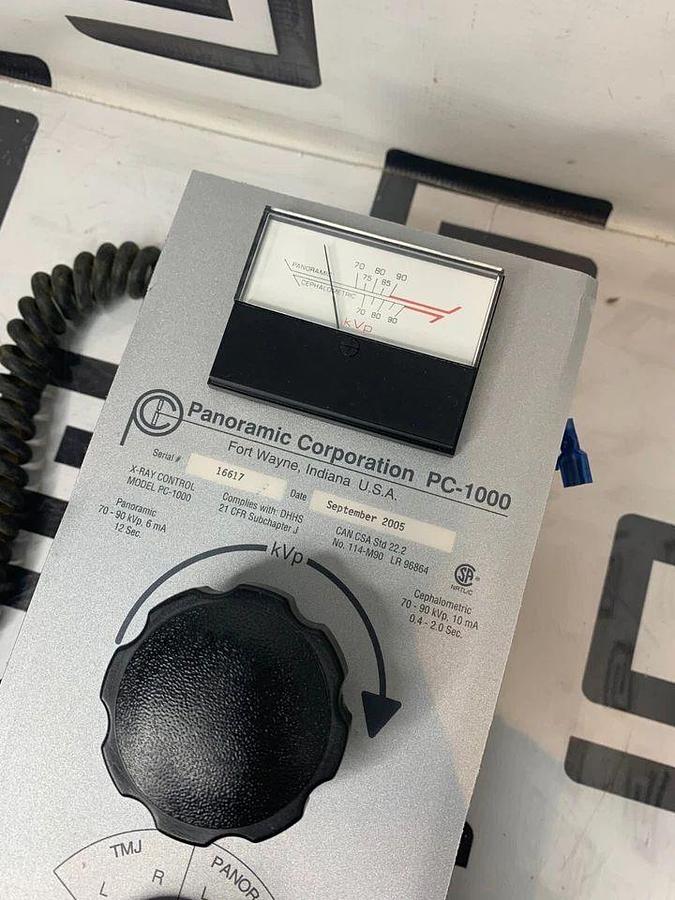 70 80 90
75 85
PANORAMIC
CEPHALOMETRIC
70 80 90
kVp
PC
Panoramic Corporation PC-1000
Fort Wayne, Indiana U.S.A.
Serial # 16617 Date September 2005
X-RAY CONTROL
MODEL PC-1000
Complies with: DHHS
21 CFR Subchapter J
CAN CSA Std 22.2
No. 114-M90 LR 96864
Panoramic
70 - 90 kVp, 6 mA
12 Sec.
SA ®
NRTL/C
Cephalometric
70 - 90 kVp, 10 mA
0.4 - 2.0 Sec.
kVp
TMJ
L R
PANOR
L